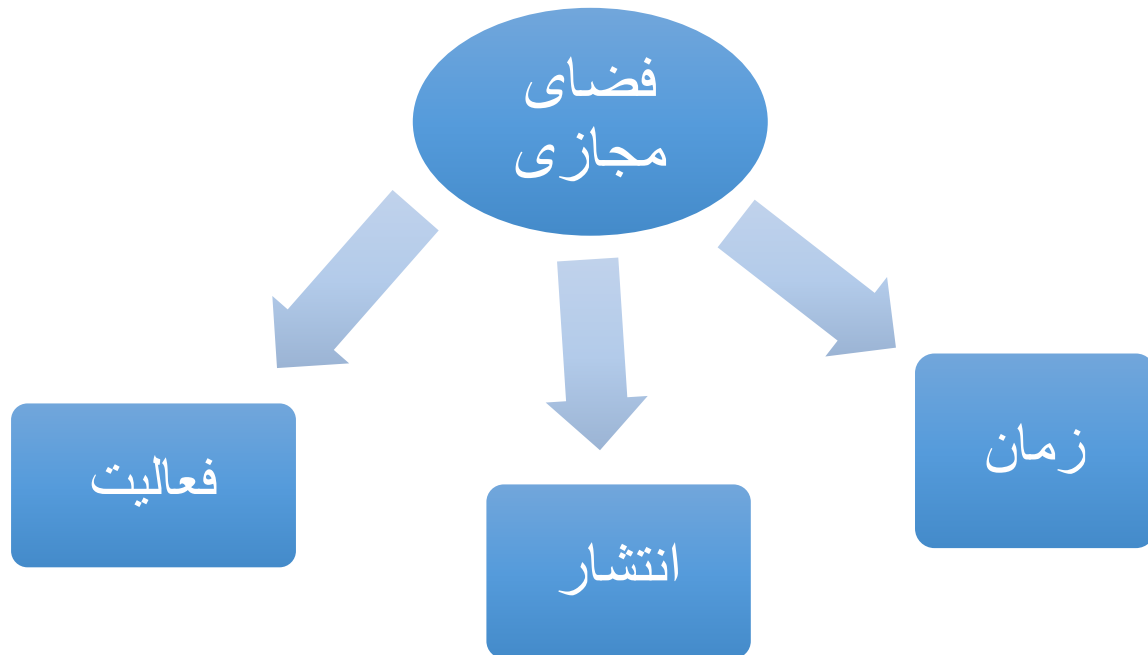 فضای
مجازی
زمان
انتشار
فعالیت